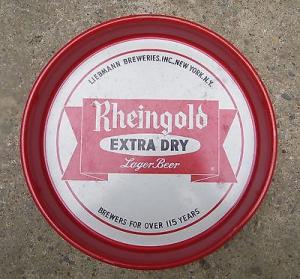 LIEBMANN BREWERIES, INC., NEW YORK, N.Y.
Rheingold
EXTRA DRY
Lager Beer
BREWERS FOR OVER 115 YEARS